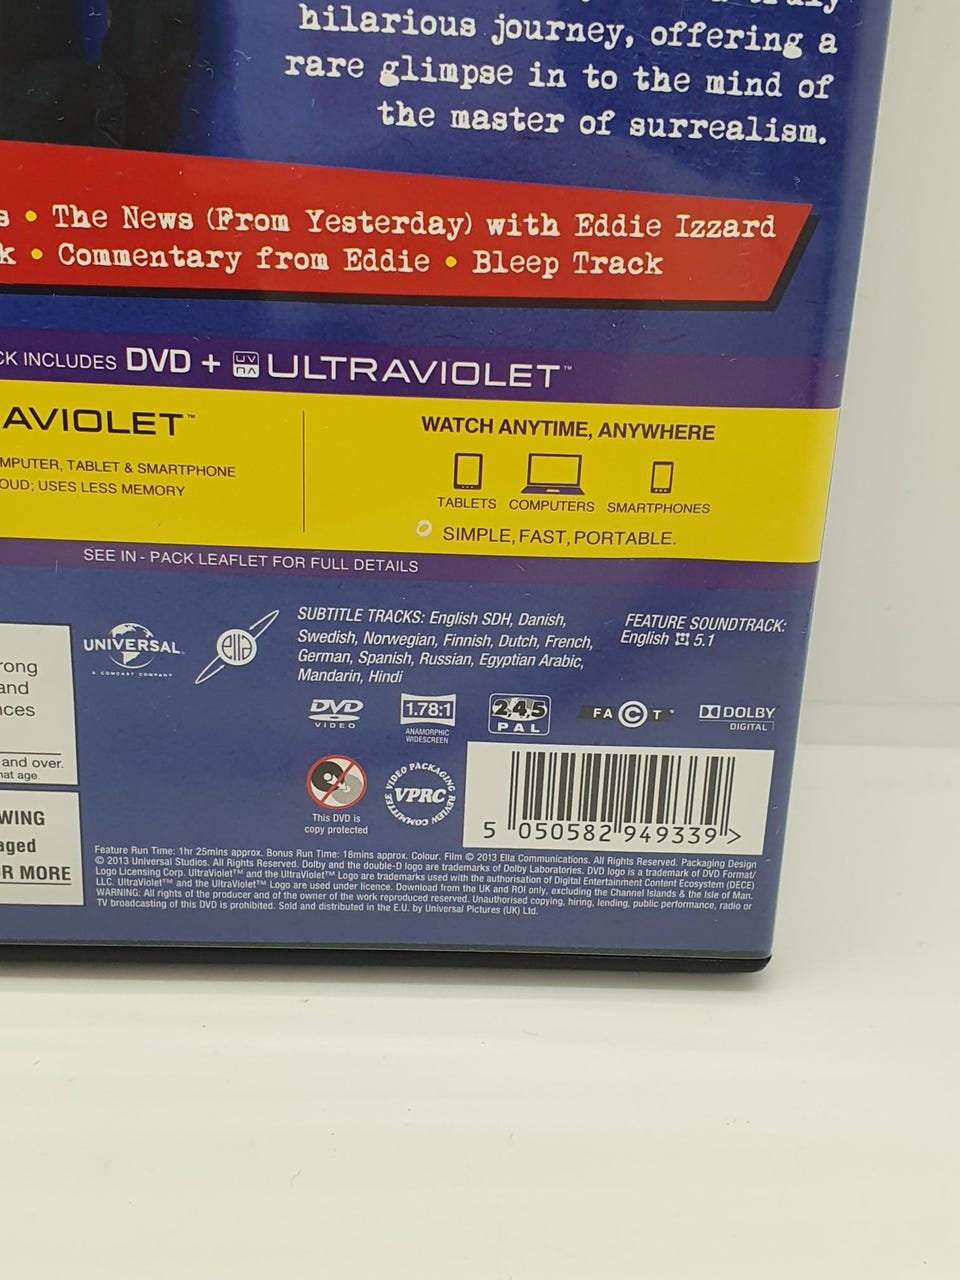 truly
hilarious journey, offering a
rare glimpse in to the mind of
the master of surrealism.
s • The News (From Yesterday) with Eddie Izzard
k • Commentary from Eddie • Bleep Track
CK INCLUDES DVD + UV ULTRAVIOLET™
AVIOLET™
MPUTER, TABLET & SMARTPHONE
OUD; USES LESS MEMORY
WATCH ANYTIME, ANYWHERE
TABLETS COMPUTERS SMARTPHONES
SIMPLE, FAST, PORTABLE.
SEE IN - PACK LEAFLET FOR FULL DETAILS
rong
and
nces
and over.
hat age.
WING
aged
R MORE
UNIVERSAL
A COMCAST COMPANY
ella
SUBTITLE TRACKS: English SDH, Danish,
Swedish, Norwegian, Finnish, Dutch, French,
German, Spanish, Russian, Egyptian Arabic,
Mandarin, Hindi
FEATURE SOUNDTRACK:
English 5.1
DVD
VIDEO
1.78:1
ANAMORPHIC
WIDESCREEN
2,4,5
PAL
FACT
DOLBY
DIGITAL
This DVD is
copy protected
VIDEO PACKAGING REVIEW COMMITTEE
VPRC
5 050582 949339 >
Feature Run Time: 1hr 25mins approx. Bonus Run Time: 18mins approx. Colour. Film © 2013 Ella Communications. All Rights Reserved. Packaging Design
© 2013 Universal Studios. All Rights Reserved. Dolby and the double-D logo are trademarks of Dolby Laboratories. DVD logo is a trademark of DVD Format/
Logo Licensing Corp. UltraViolet™ and the UltraViolet™ Logo are trademarks used with the authorisation of Digital Entertainment Content Ecosystem (DECE)
LLC. UltraViolet™ and the UltraViolet™ Logo are used under licence. Download from the UK and ROI only, excluding the Channel Islands & the Isle of Man.
WARNING: All rights of the producer and of the owner of the work reproduced reserved. Unauthorised copying, hiring, lending, public performance, radio or
TV broadcasting of this DVD is prohibited. Sold and distributed in the E.U. by Universal Pictures (UK) Ltd.